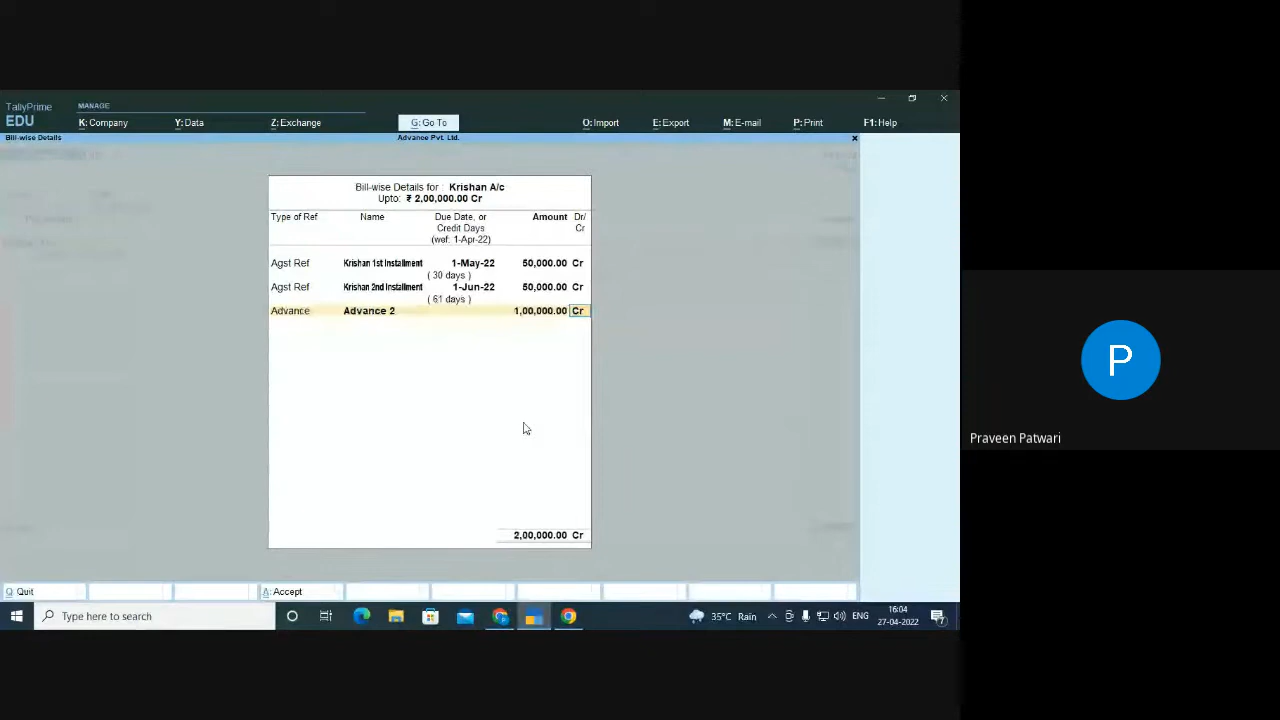 TallyPrime
EDU
MANAGE
K: Company
Y: Data
Z: Exchange
G: Go To
O: Import
E: Export
M: E-mail
P: Print
F1: Help
Bill-wise Details
Advance Pvt. Ltd.
Bill-wise Details for : Krishan A/c
Upto: ₹ 2,00,000.00 Cr
Type of Ref Name Due Date, or Amount Dr/
Credit Days Cr
(wef: 1-Apr-22)
Agst Ref Krishan 1st Installment 1-May-22 50,000.00 Cr
( 30 days )
Agst Ref Krishan 2nd Installment 1-Jun-22 50,000.00 Cr
( 61 days )
Advance Advance 2 1,00,000.00 Cr
2,00,000.00 Cr
Q: Quit
A: Accept
Type here to search
35°C Rain
ENG
16:04
27-04-2022
P
Praveen Patwari